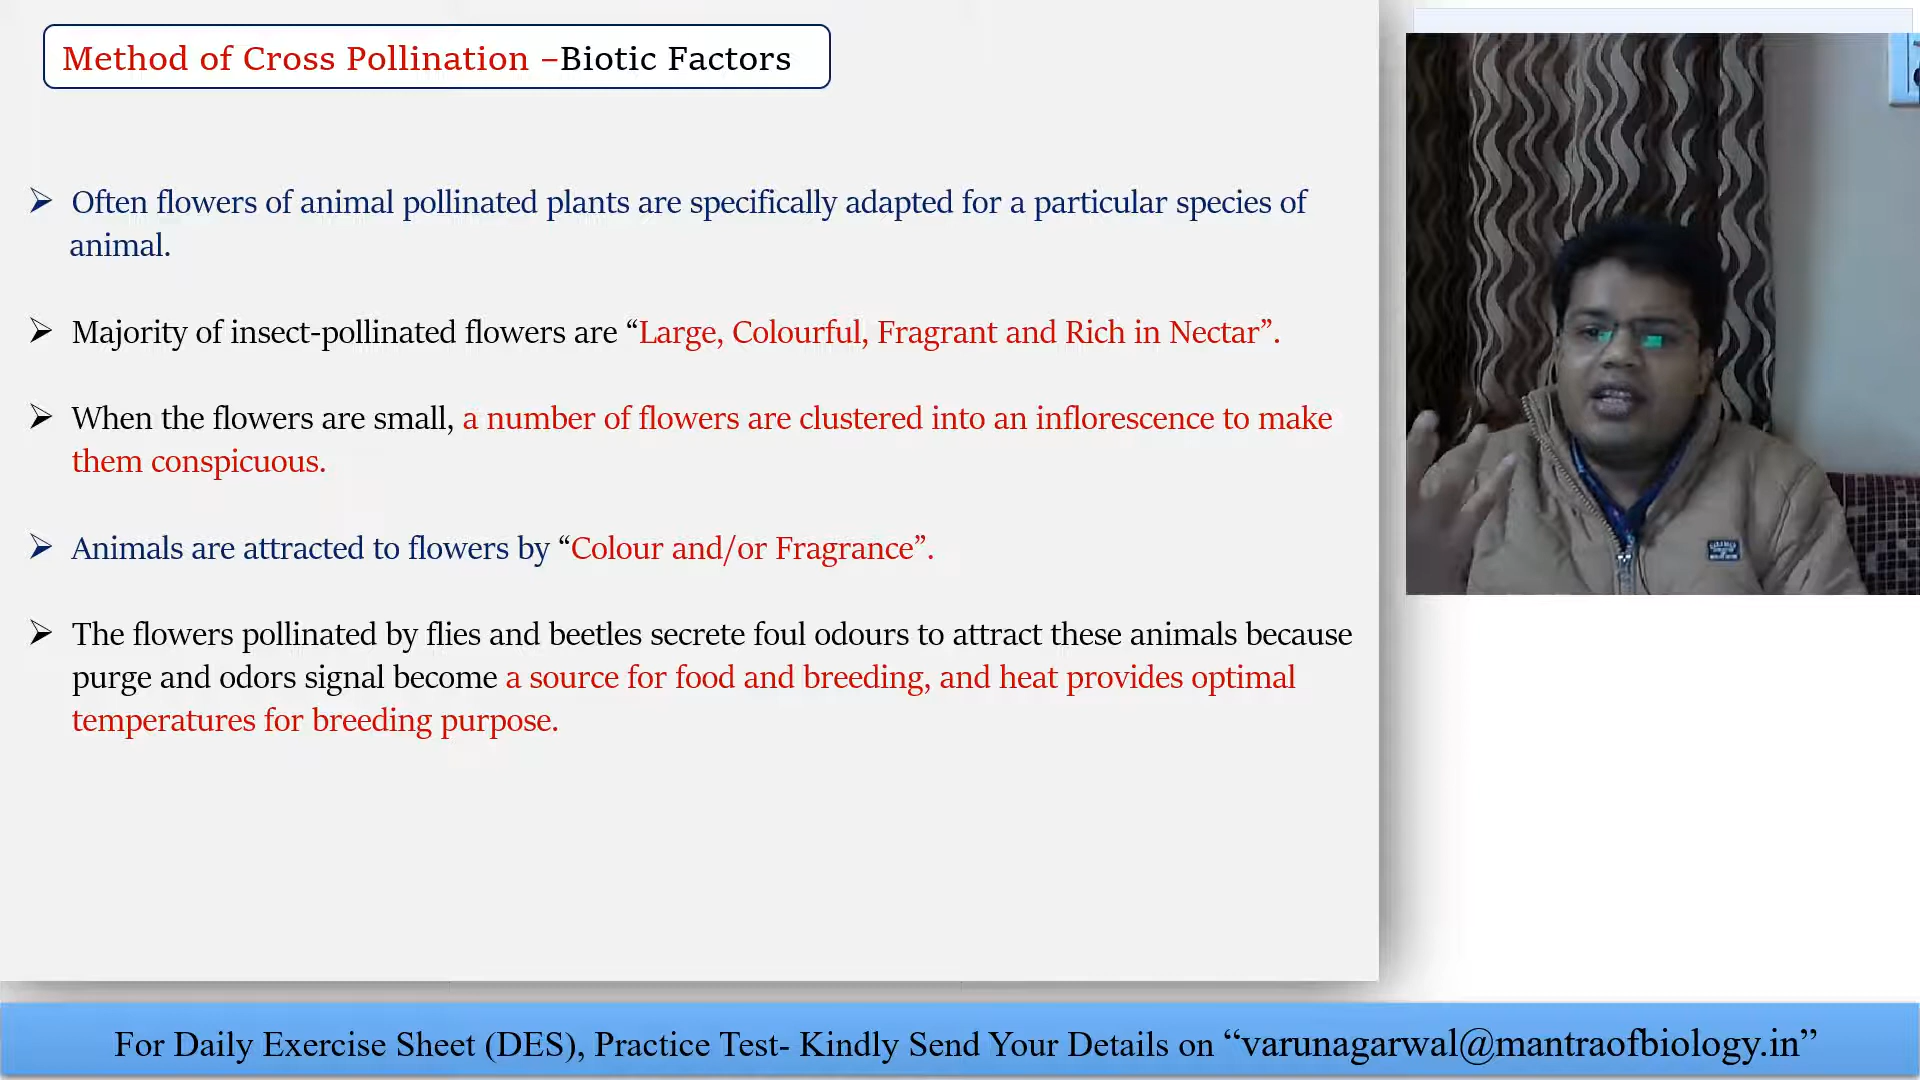 Method of Cross Pollination –Biotic Factors
➢ Often flowers of animal pollinated plants are specifically adapted for a particular species of
animal.
➢ Majority of insect-pollinated flowers are “Large, Colourful, Fragrant and Rich in Nectar”.
➢ When the flowers are small, a number of flowers are clustered into an inflorescence to make
them conspicuous.
➢ Animals are attracted to flowers by “Colour and/or Fragrance”.
➢ The flowers pollinated by flies and beetles secrete foul odours to attract these animals because
purge and odors signal become a source for food and breeding, and heat provides optimal
temperatures for breeding purpose.
For Daily Exercise Sheet (DES), Practice Test- Kindly Send Your Details on “varunagarwal@mantraofbiology.in”